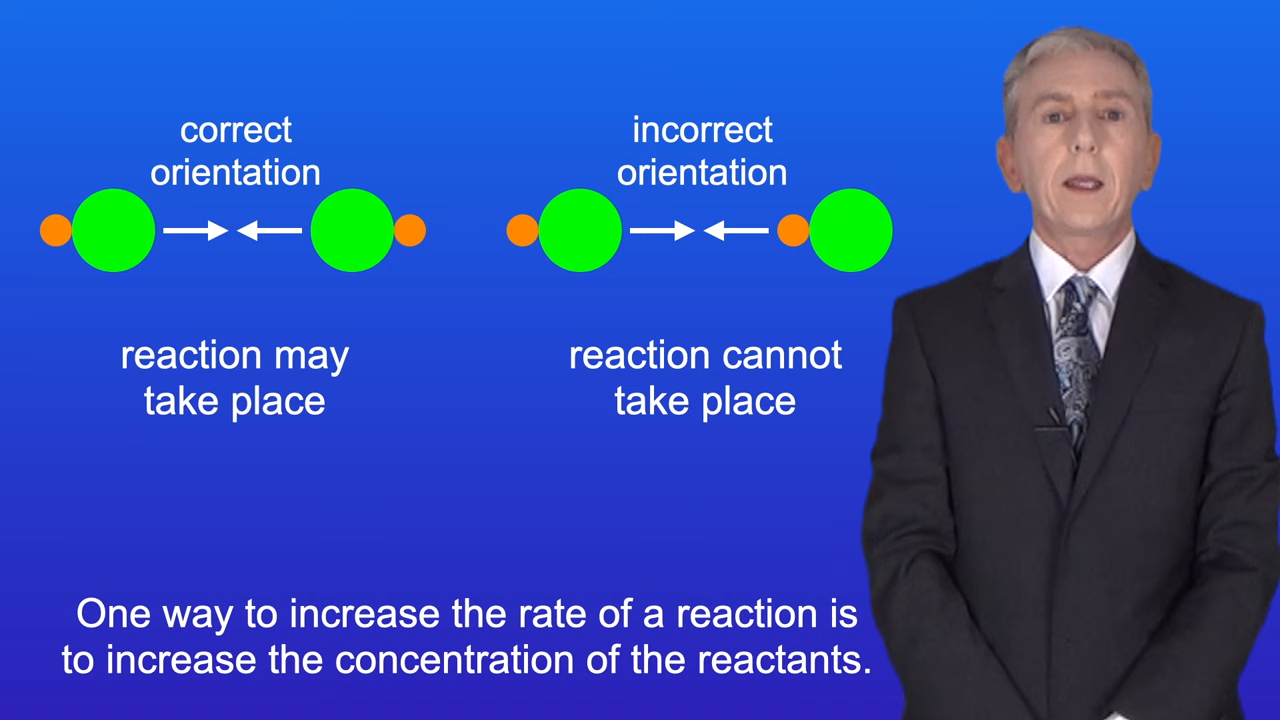 correct
orientation
incorrect
orientation
reaction may
take place
reaction cannot
take place
One way to increase the rate of a reaction is
to increase the concentration of the reactants.